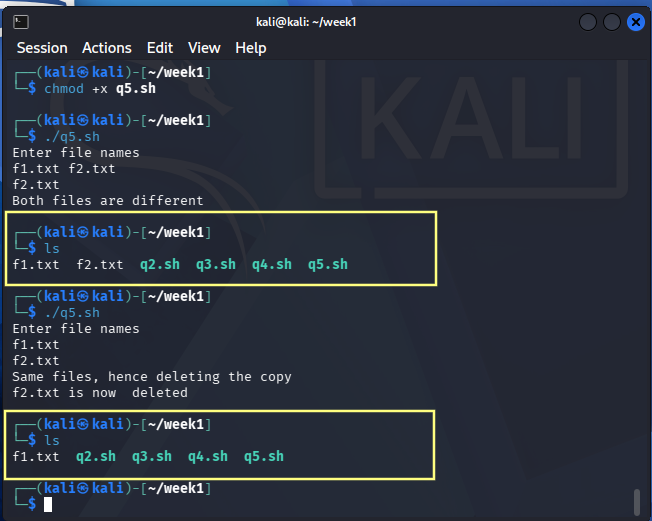 kali@kali: ~/week1
Session Actions Edit View Help
┌──(kali㉿kali)-[~/week1]
└─$ chmod +x q5.sh
┌──(kali㉿kali)-[~/week1]
└─$ ./q5.sh
Enter file names
f1.txt f2.txt
f2.txt
Both files are different
┌──(kali㉿kali)-[~/week1]
└─$ ls
f1.txt  f2.txt  q2.sh  q3.sh  q4.sh  q5.sh
┌──(kali㉿kali)-[~/week1]
└─$ ./q5.sh
Enter file names
f1.txt
f2.txt
Same files, hence deleting the copy
f2.txt is now  deleted
┌──(kali㉿kali)-[~/week1]
└─$ ls
f1.txt  q2.sh  q3.sh  q4.sh  q5.sh
┌──(kali㉿kali)-[~/week1]
└─$
KALI